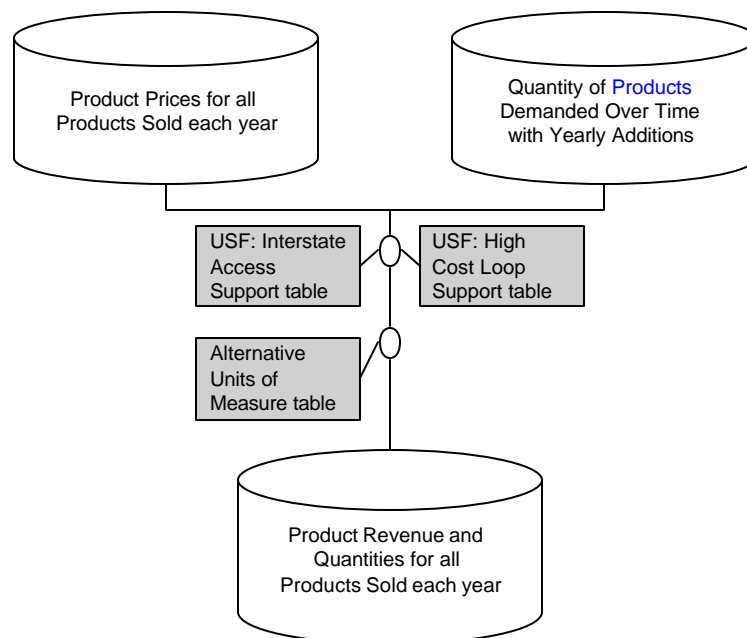 Product Prices for all
Products Sold each year
Quantity of Products
Demanded Over Time
with Yearly Additions
USF: Interstate
Access
Support table
USF: High
Cost Loop
Support table
Alternative
Units of
Measure table
Product Revenue and
Quantities for all
Products Sold each year